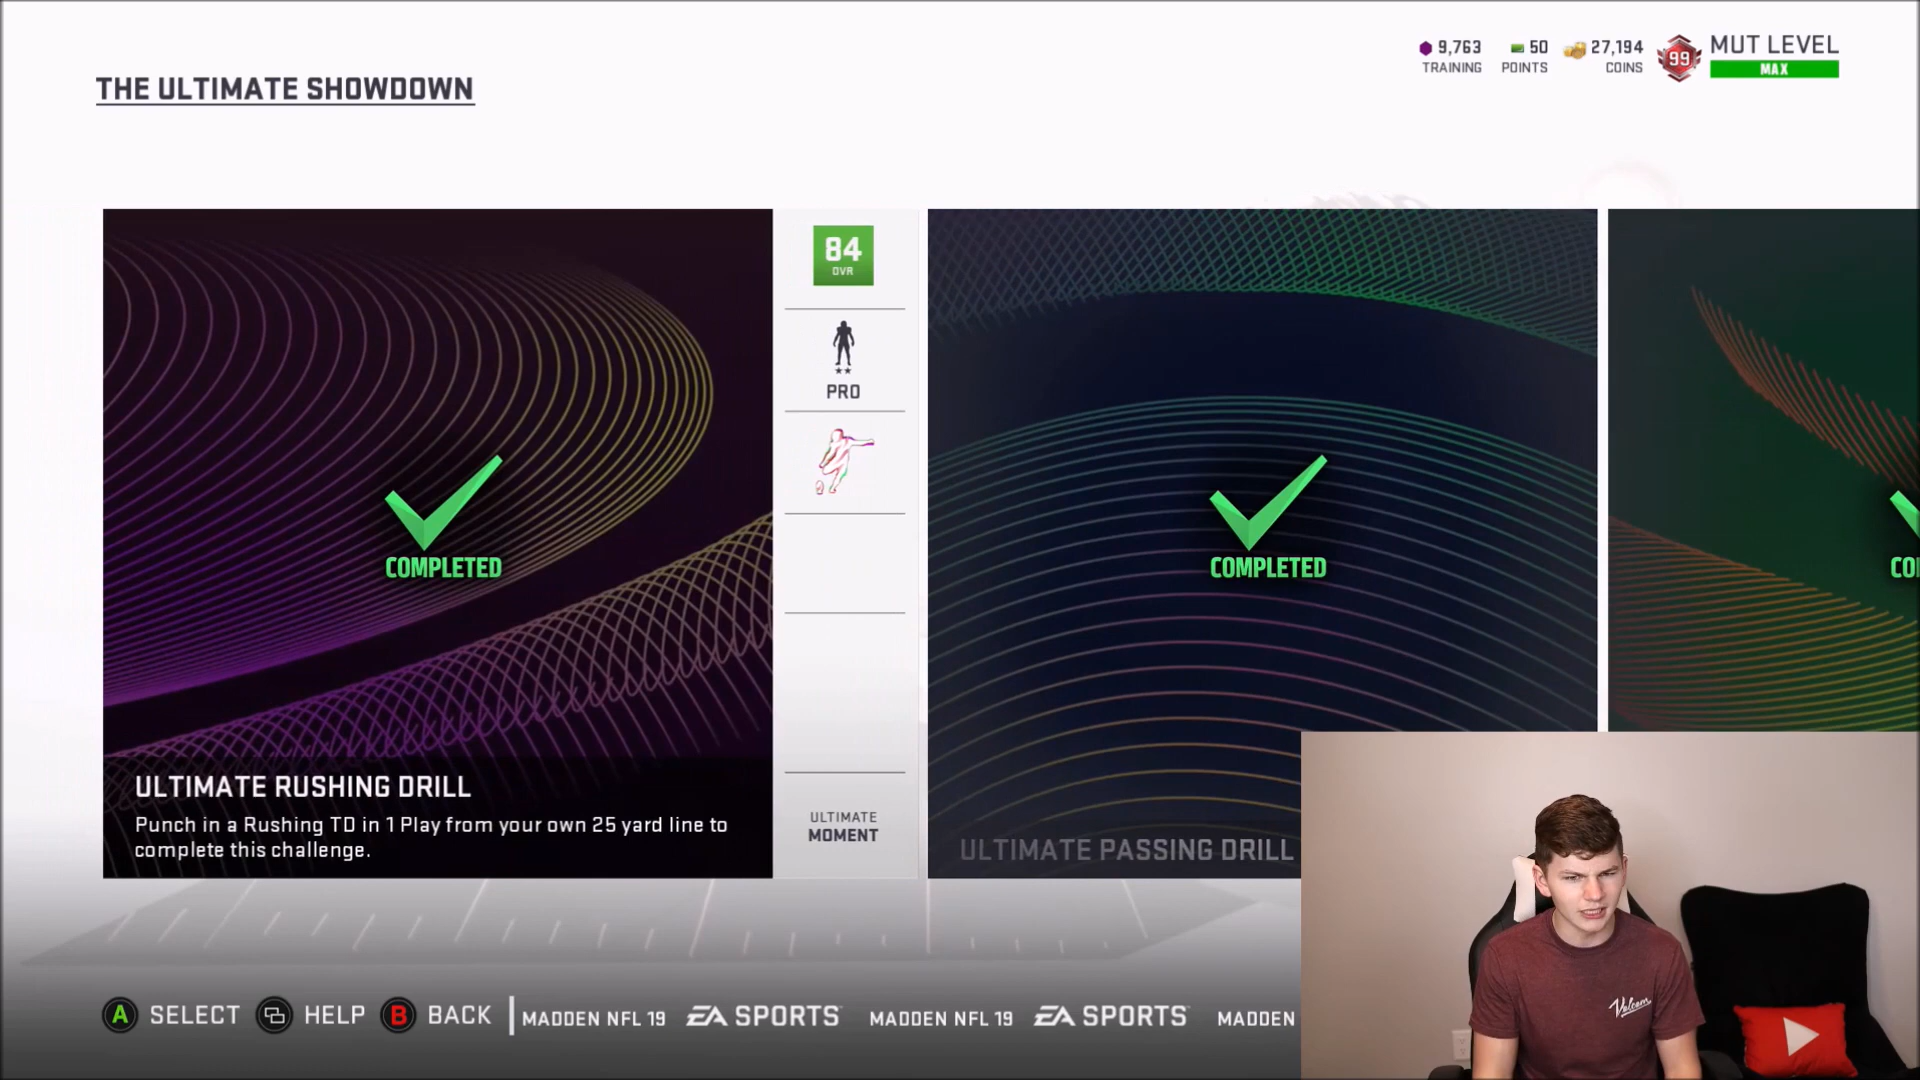 THE ULTIMATE SHOWDOWN
9,763
TRAINING
50
POINTS
27,194
COINS
99
MUT LEVEL
MAX
84
OVR
PRO
COMPLETED
COMPLETED
ULTIMATE RUSHING DRILL
Punch in a Rushing TD in 1 Play from your own 25 yard line to
complete this challenge.
ULTIMATE
MOMENT
ULTIMATE PASSING DRILL
Volcom
A SELECT HELP B BACK MADDEN NFL 19 EA SPORTS MADDEN NFL 19 EA SPORTS MADDEN